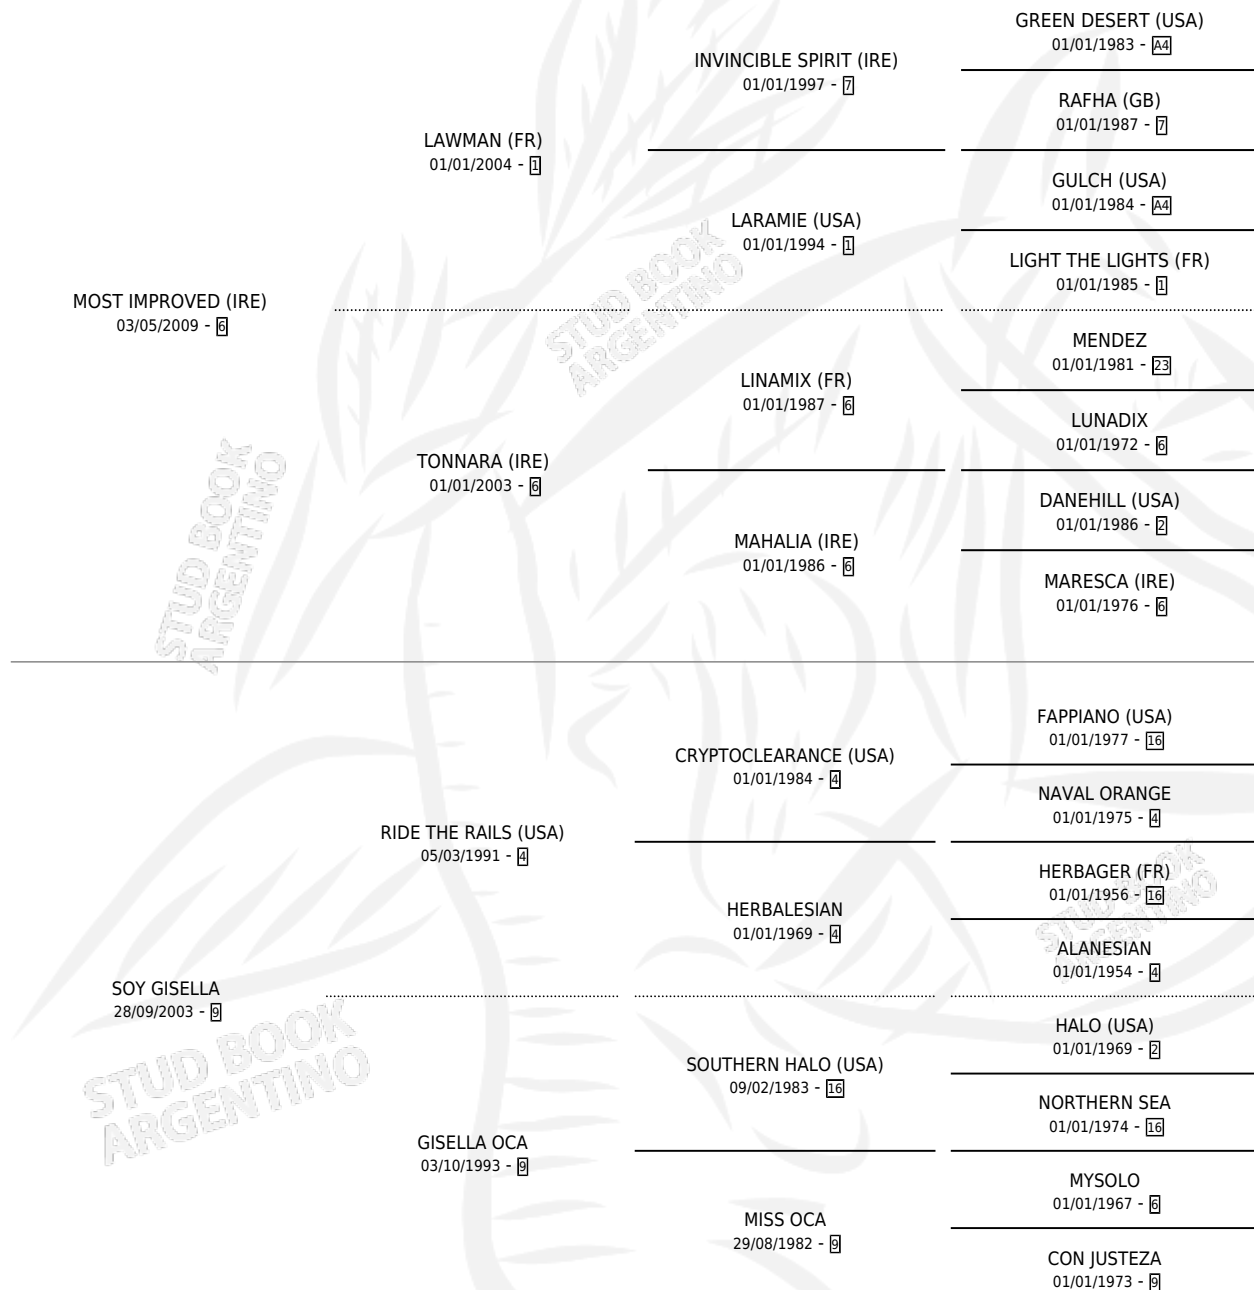 GREEN DESERT (USA)
01/01/1983 - A4
INVINCIBLE SPIRIT (IRE)
01/01/1997 - 7
RAFHA (GB)
01/01/1987 - 7
LAWMAN (FR)
01/01/2004 - 1
GULCH (USA)
01/01/1984 - A4
LARAMIE (USA)
01/01/1994 - 1
LIGHT THE LIGHTS (FR)
01/01/1985 - 1
MOST IMPROVED (IRE)
03/05/2009 - 6
MENDEZ
01/01/1981 - 23
LINAMIX (FR)
01/01/1987 - 6
LUNADIX
01/01/1972 - 6
TONNARA (IRE)
01/01/2003 - 6
DANEHILL (USA)
01/01/1986 - 2
MAHALIA (IRE)
01/01/1986 - 6
MARESCA (IRE)
01/01/1976 - 6
FAPPIANO (USA)
01/01/1977 - 16
CRYPTOCLEARANCE (USA)
01/01/1984 - 4
NAVAL ORANGE
01/01/1975 - 4
RIDE THE RAILS (USA)
05/03/1991 - 4
HERBAGER (FR)
01/01/1956 - 16
HERBALESIAN
01/01/1969 - 4
ALANESIAN
01/01/1954 - 4
SOY GISELLA
28/09/2003 - 9
HALO (USA)
01/01/1969 - 2
SOUTHERN HALO (USA)
09/02/1983 - 16
NORTHERN SEA
01/01/1974 - 16
GISELLA OCA
03/10/1993 - 9
MYSOLO
01/01/1967 - 6
MISS OCA
29/08/1982 - 9
CON JUSTEZA
01/01/1973 - 9
STUD BOOK
ARGENTINO
STUD BOOK
ARGENTINO
STUD BOOK
ARGENTINO
STUD BOOK
ARGENTINO